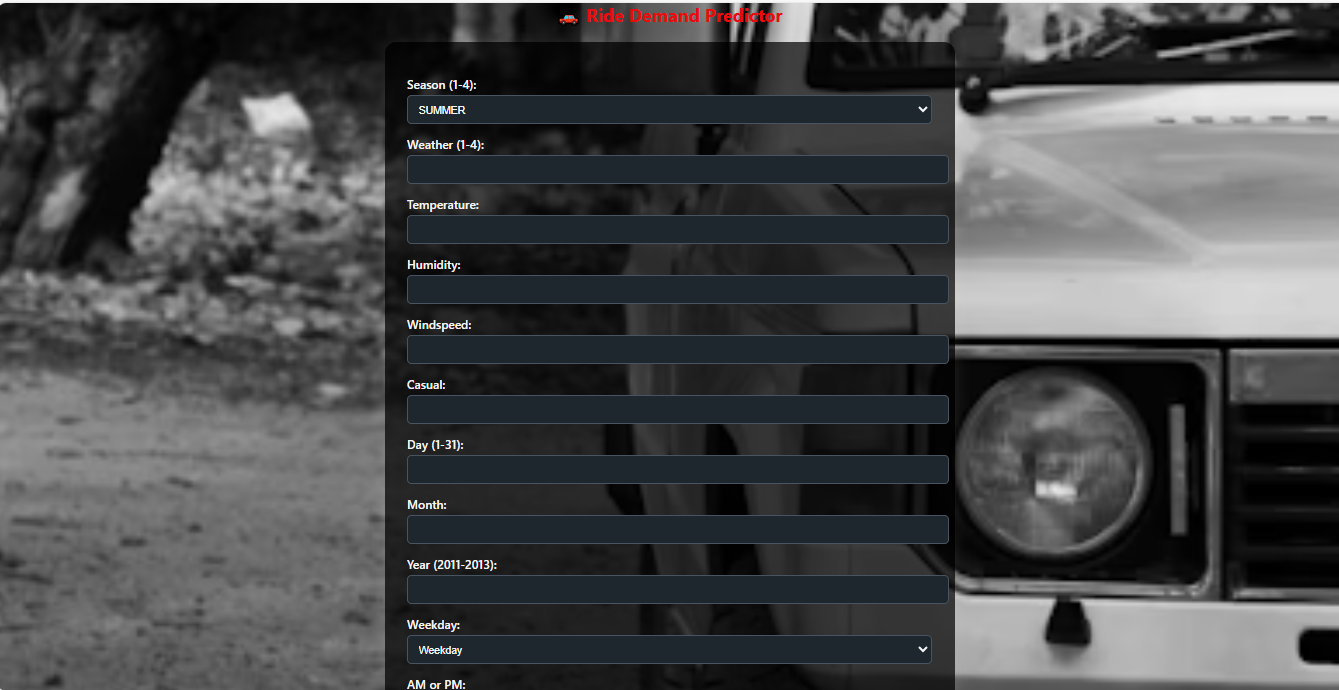 🚗 Ride Demand Predictor
Season (1-4):
SUMMER
Weather (1-4):
Temperature:
Humidity:
Windspeed:
Casual:
Day (1-31):
Month:
Year (2011-2013):
Weekday:
Weekday
AM or PM: